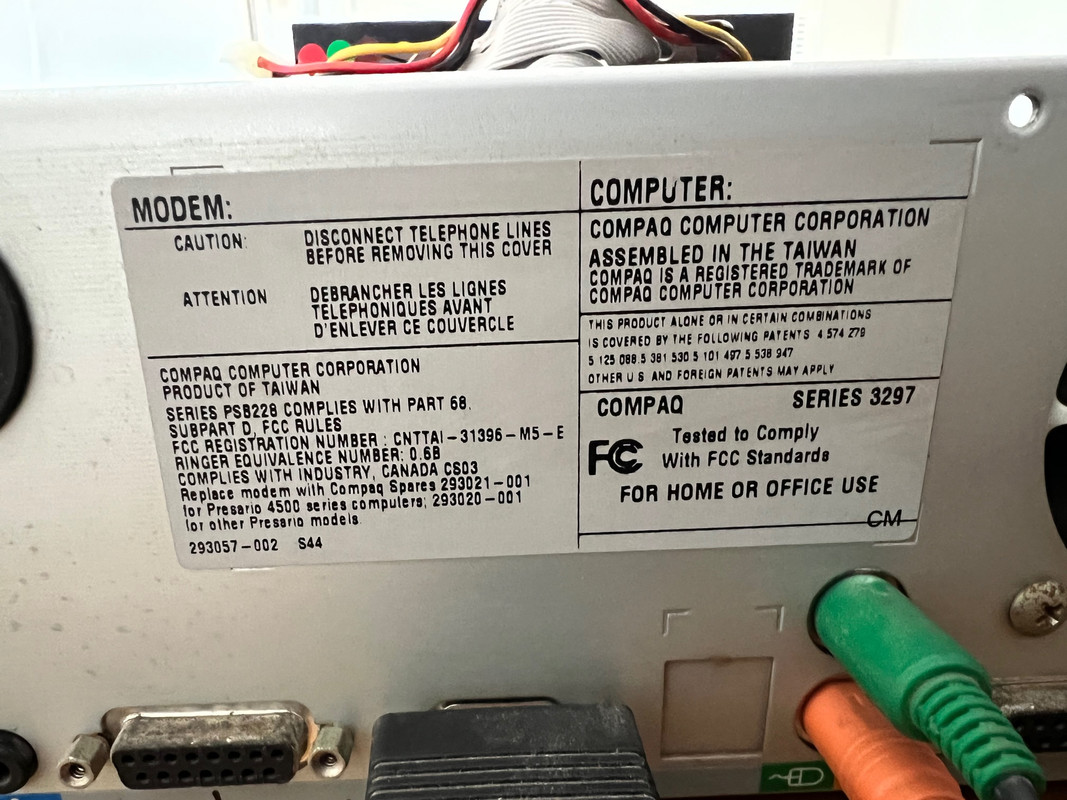 MODEM:
CAUTION: DISCONNECT TELEPHONE LINES
BEFORE REMOVING THIS COVER
ATTENTION DEBRANCHER LES LIGNES
TELEPHONIQUES AVANT
D'ENLEVER CE COUVERCLE
COMPAQ COMPUTER CORPORATION
PRODUCT OF TAIWAN
SERIES PSB228 COMPLIES WITH PART 68,
SUBPART D, FCC RULES
FCC REGISTRATION NUMBER : CNTTAI-31396-M5-E
RINGER EQUIVALENCE NUMBER: 0.6B
COMPLIES WITH INDUSTRY, CANADA CS03
Replace modem with Compaq Spares 293021-001
for Presario 4500 series computers; 293020-001
for other Presario models.
293057-002 S44
COMPUTER:
COMPAQ COMPUTER CORPORATION
ASSEMBLED IN THE TAIWAN
COMPAQ IS A REGISTERED TRADEMARK OF
COMPAQ COMPUTER CORPORATION
THIS PRODUCT ALONE OR IN CERTAIN COMBINATIONS
IS COVERED BY THE FOLLOWING PATENTS 4 574 279
5 125 088 5 381 530 5 101 497 5 538 947
OTHER U S AND FOREIGN PATENTS MAY APPLY
COMPAQ SERIES 3297
FCC Tested to Comply
With FCC Standards
FOR HOME OR OFFICE USE
CM